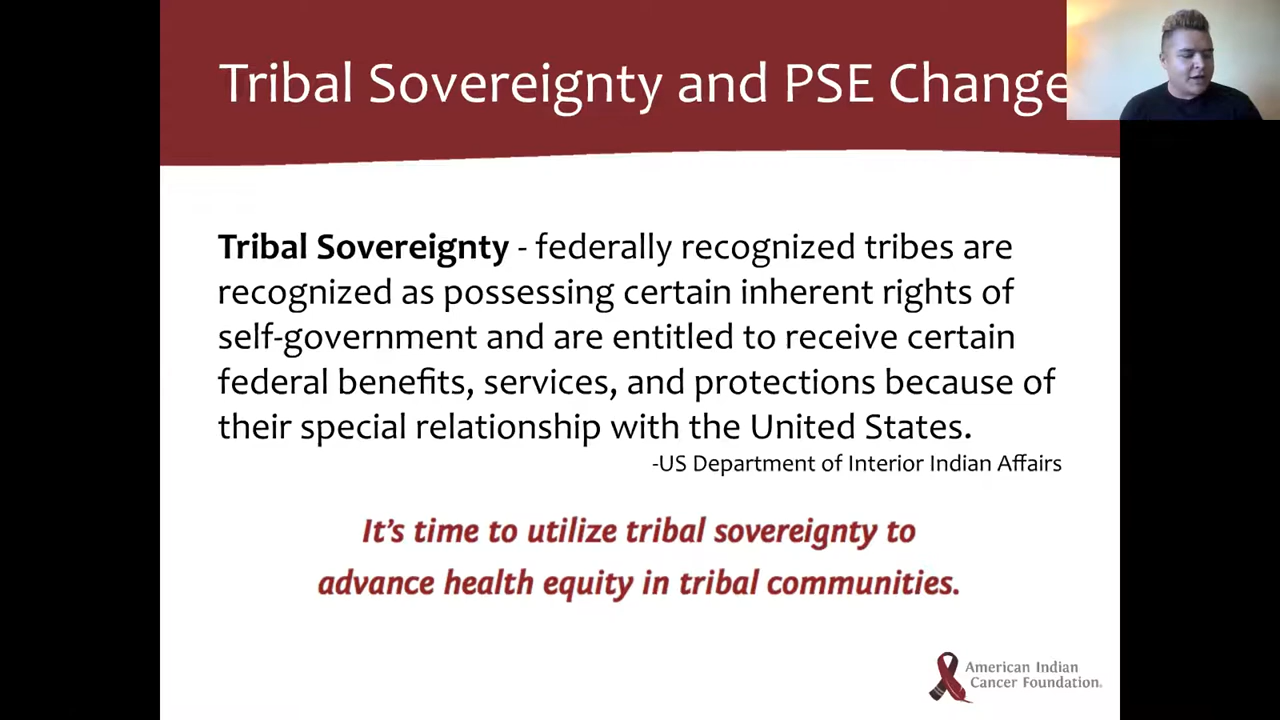 Tribal Sovereignty and PSE Change
Tribal Sovereignty - federally recognized tribes are
recognized as possessing certain inherent rights of
self-government and are entitled to receive certain
federal benefits, services, and protections because of
their special relationship with the United States.
-US Department of Interior Indian Affairs
It's time to utilize tribal sovereignty to
advance health equity in tribal communities.
American Indian
Cancer Foundation.